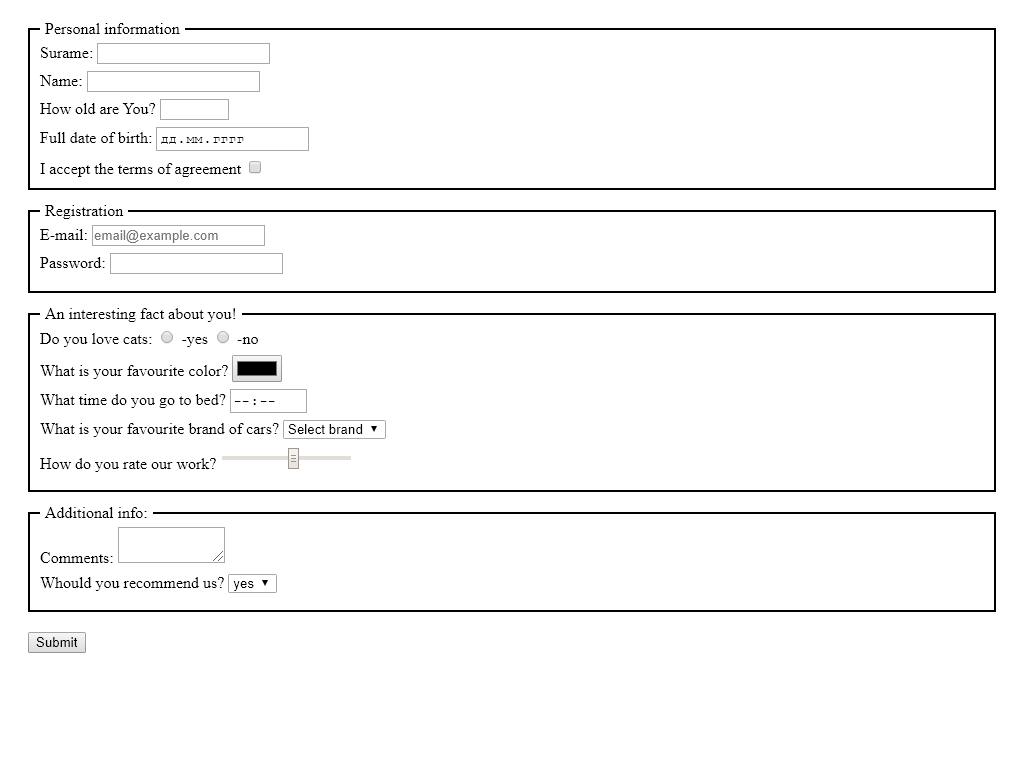 Personal information
Surame:
Name:
How old are You?
Full date of birth: дд.мм.гггг
I accept the terms of agreement
Registration
E-mail: email@example.com
Password:
An interesting fact about you!
Do you love cats: -yes -no
What is your favourite color?
What time do you go to bed? --:--
What is your favourite brand of cars? Select brand
How do you rate our work?
Additional info:
Comments:
Whould you recommend us? yes
Submit